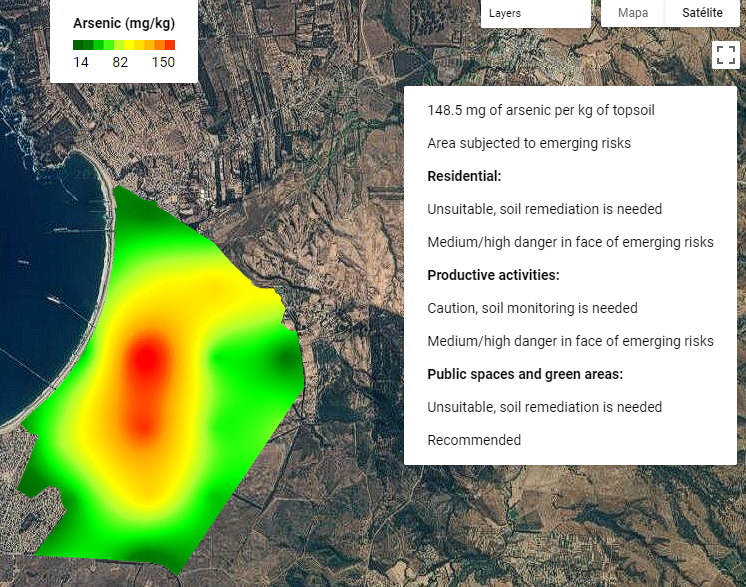 Arsenic (mg/kg)
14 82 150
Layers
Mapa Satélite
148.5 mg of arsenic per kg of topsoil
Area subjected to emerging risks
Residential:
Unsuitable, soil remediation is needed
Medium/high danger in face of emerging risks
Productive activities:
Caution, soil monitoring is needed
Medium/high danger in face of emerging risks
Public spaces and green areas:
Unsuitable, soil remediation is needed
Recommended